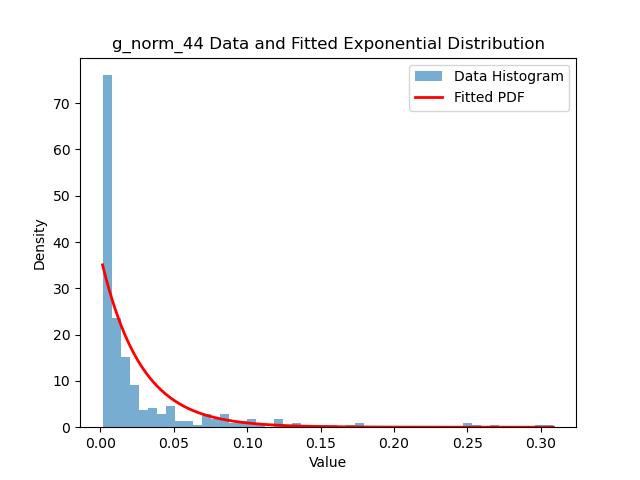 g_norm_44 Data and Fitted Exponential Distribution
Data Histogram
Fitted PDF
Density
70
60
50
40
30
20
10
0
0.00 0.05 0.10 0.15 0.20 0.25 0.30
Value